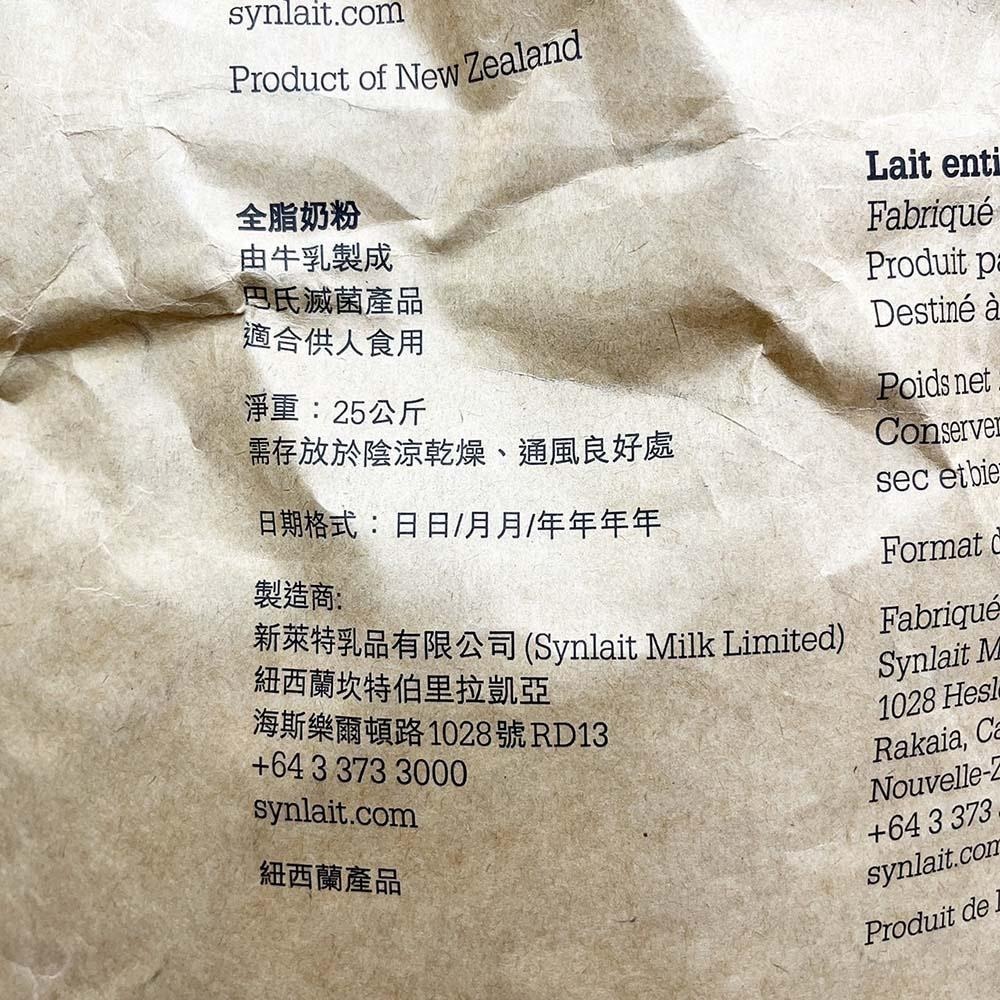 synlait.com
Product of New Zealand
全脂奶粉
由牛乳製成
巴氏滅菌產品
適合供人食用
淨重：25公斤
需存放於陰涼乾燥、通風良好處
日期格式：日日/月月/年年年年
製造商:
新萊特乳品有限公司 (Synlait Milk Limited)
紐西蘭坎特伯里拉凱亞
海斯樂爾頓路1028號RD13
+64 3 373 3000
synlait.com
紐西蘭產品
Lait enti
Fabriqué
Produit pa
Destiné à
Poids net
Conserver
sec et bie
Format d
Fabriqué
Synlait M
1028 Hesl
Rakaia, Ca
Nouvelle-Z
+64 3 373
synlait.com
Produit de